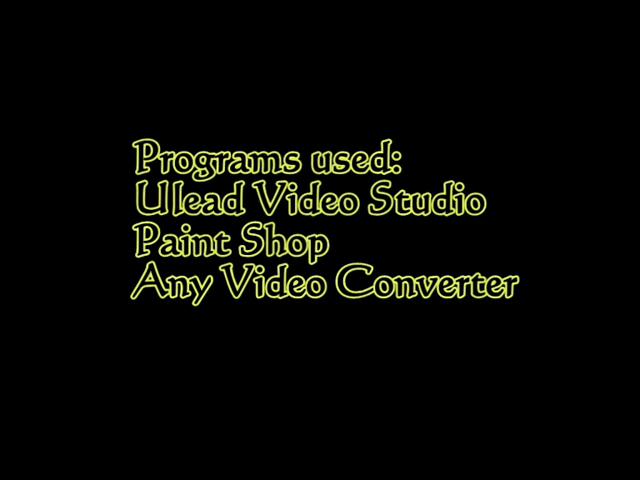 Programs used:
Ulead Video Studio
Paint Shop
Any Video Converter